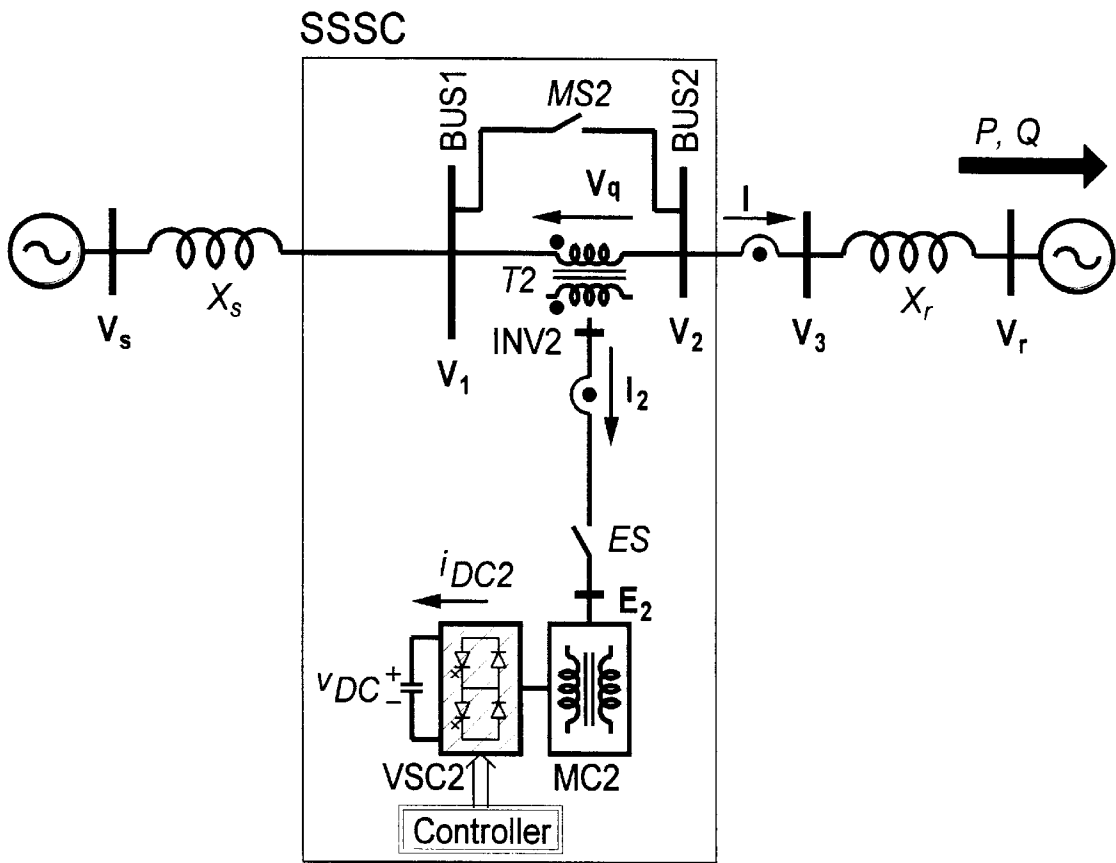 SSSC
BUS1
MS2
BUS2
P, Q
Vq
I
T2
Xs
Xr
Vs
INV2
V1
V2
V3
Vr
I2
ES
iDC2
E2
vDC
+
−
VSC2
MC2
Controller